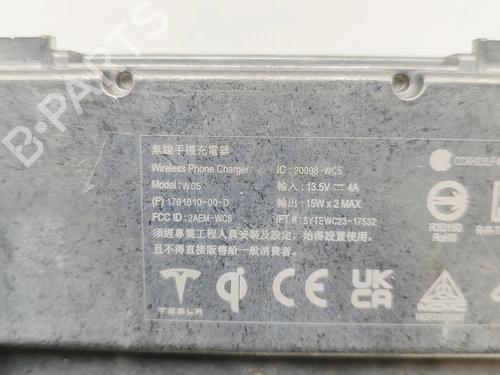 B-PARTS
無線手機充電器
Wireless Phone Charger
Model : WC5
(P) 1761810-00-D
FCC ID : 2AEM-WC5
IC : 20098-WC5
輸入 : 13.5V ⎓ 4A
輸出 : 15W x 2 MAX
IFT # : SYTEWC23-17532
須經專業工程人員安裝及設定，始得設置使用。
且不得直接販售給一般消費者。
R3D160
RoHS
TESLA
qi
CE
UK
CA